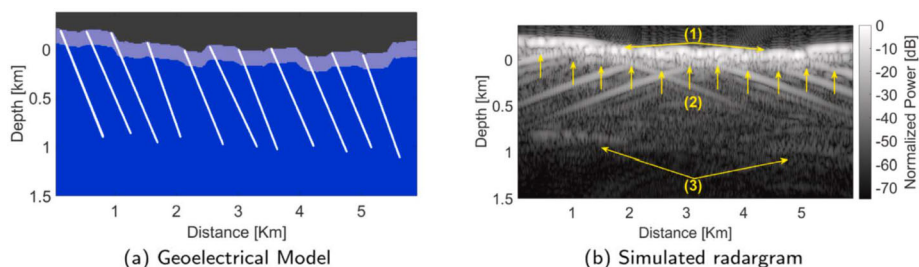 0
0.5
1
1.5
Depth [km]
1 2 3 4 5
Distance [Km]
(a) Geoelectrical Model
0
0.5
1
1.5
Depth [km]
(1)
(2)
(3)
1 2 3 4 5
Distance [Km]
0
-10
-20
-30
-40
-50
-60
-70
Normalized Power [dB]
(b) Simulated radargram